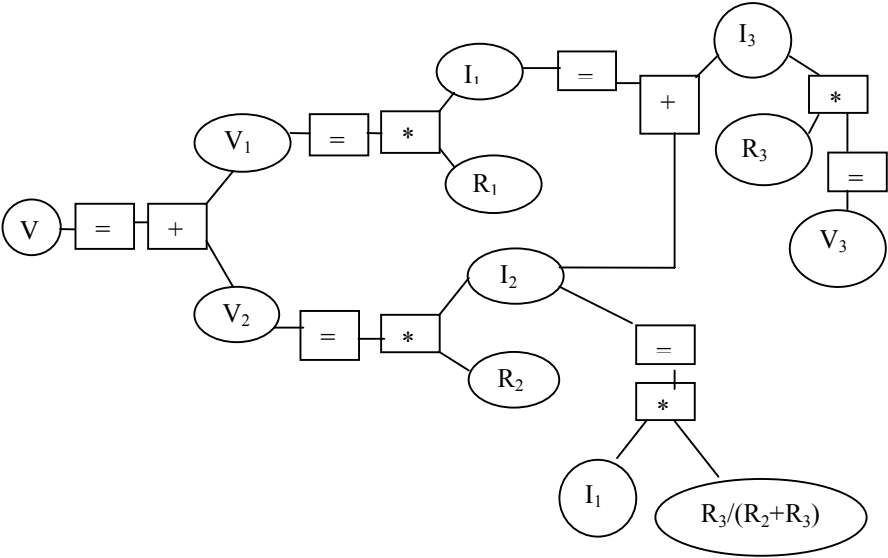 I₃
I₁ =
+ *
V₁ = * R₃
R₁ =
V = + V₃
I₂
V₂ = * =
R₂
*
I₁ R₃/(R₂+R₃)